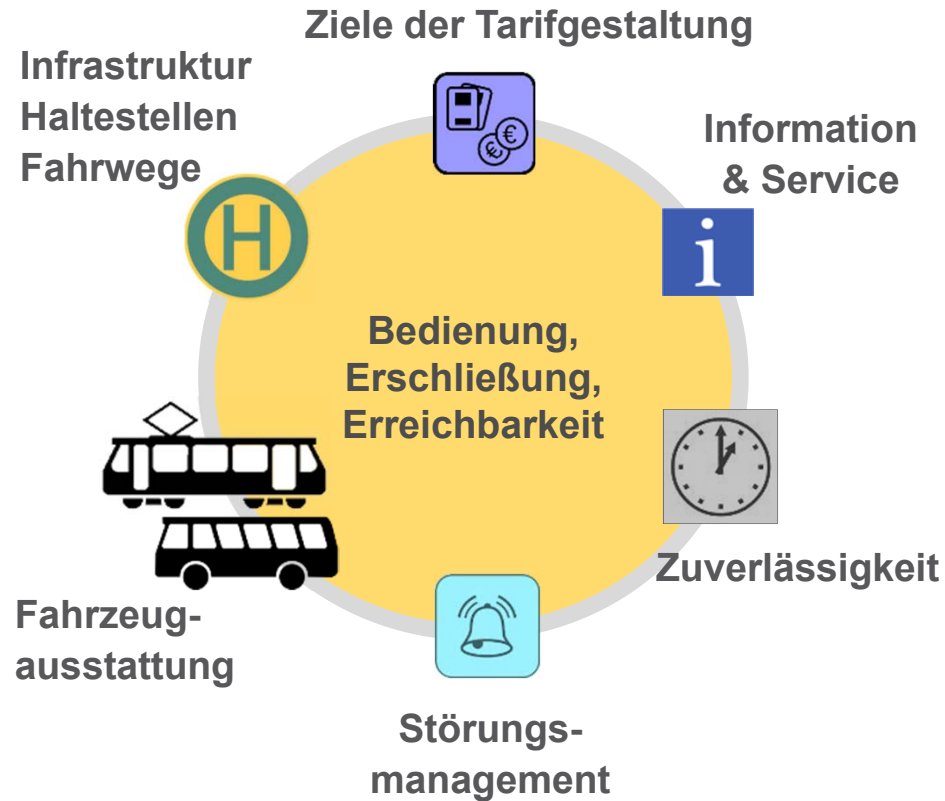 Ziele der Tarifgestaltung
Infrastruktur
Haltestellen
Fahrwege
H
€
€
Information
& Service
i
Bedienung,
Erschließung,
Erreichbarkeit
Zuverlässigkeit
Fahrzeug-
ausstattung
Störungs-
management